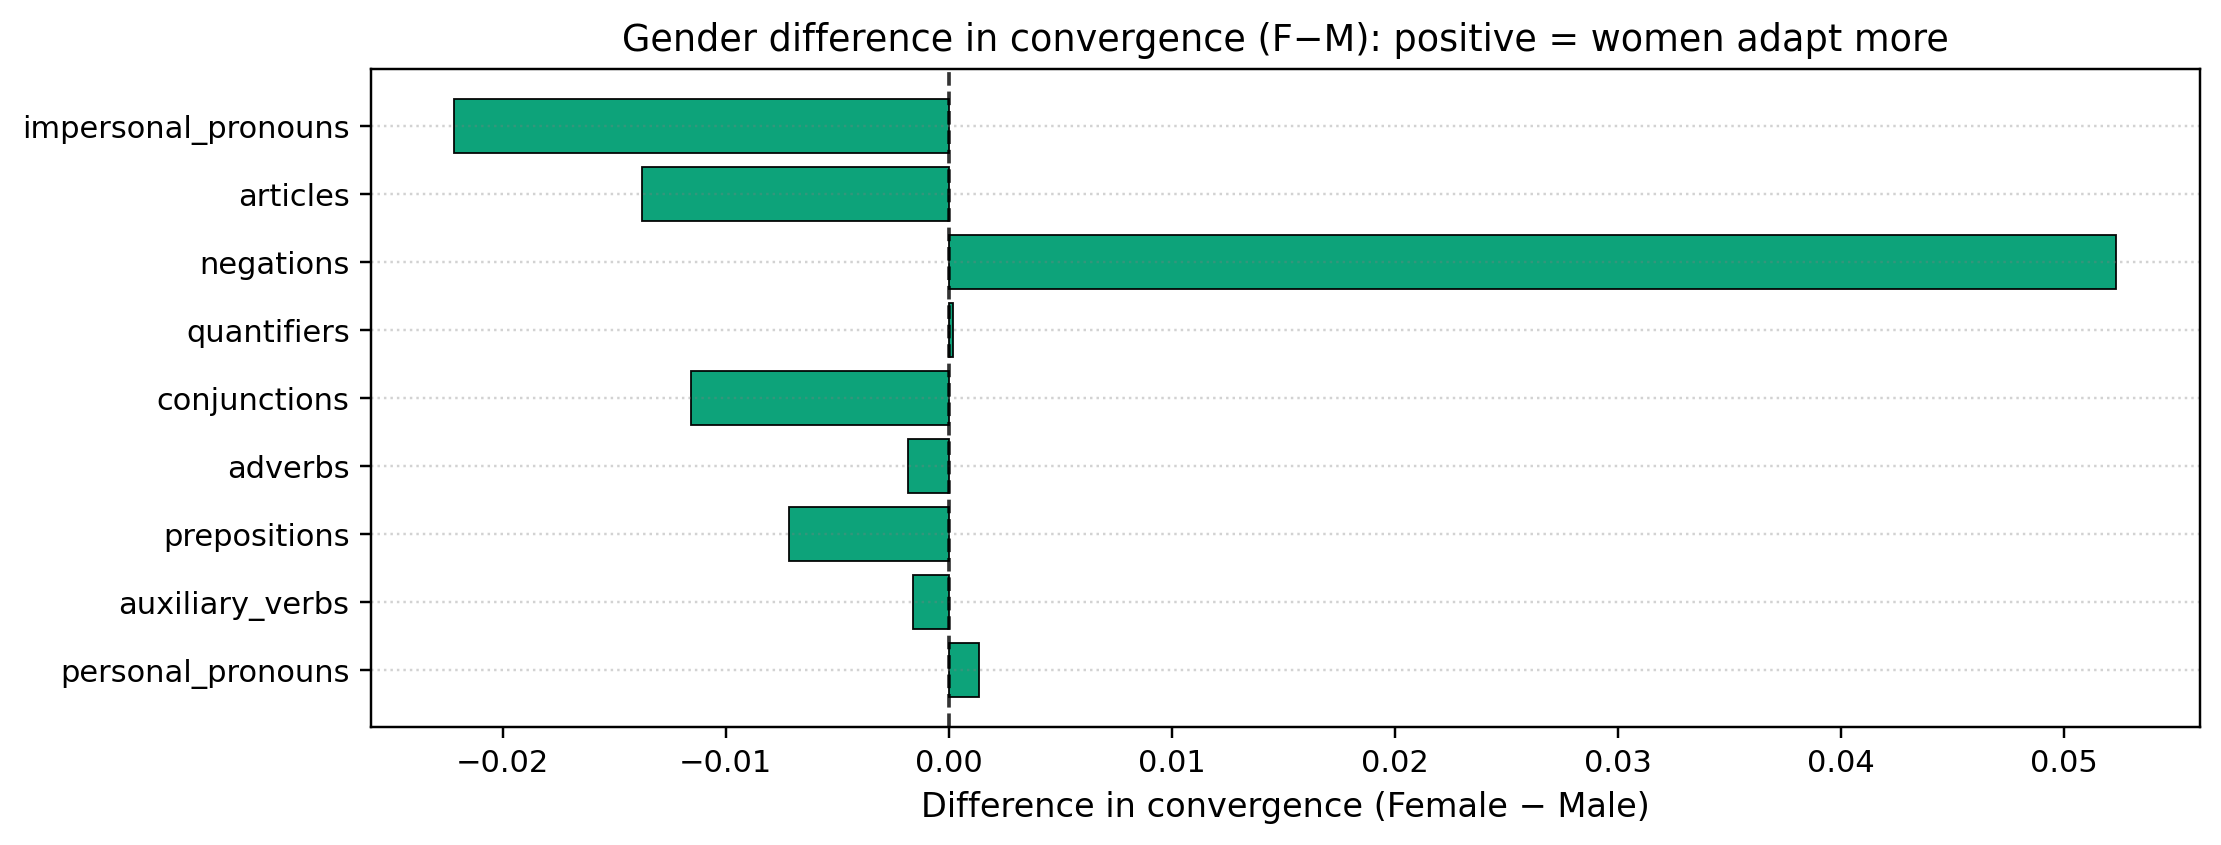 Gender difference in convergence (F−M): positive = women adapt more
impersonal_pronouns
articles
negations
quantifiers
conjunctions
adverbs
prepositions
auxiliary_verbs
personal_pronouns
−0.02 −0.01 0.00 0.01 0.02 0.03 0.04 0.05
Difference in convergence (Female − Male)